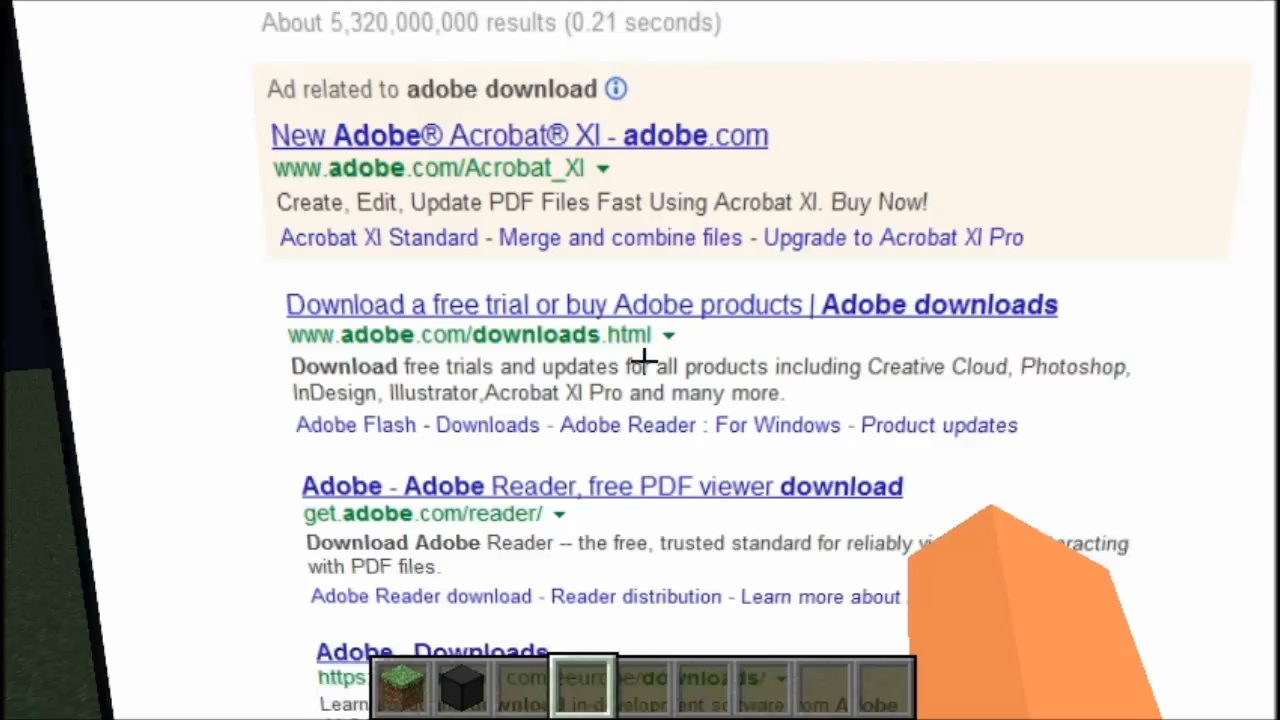 About 5,320,000,000 results (0.21 seconds)
Ad related to adobe download
New Adobe® Acrobat® XI - adobe.com
www.adobe.com/Acrobat_XI
Create, Edit, Update PDF Files Fast Using Acrobat XI. Buy Now!
Acrobat XI Standard - Merge and combine files - Upgrade to Acrobat XI Pro
Download a free trial or buy Adobe products | Adobe downloads
www.adobe.com/downloads.html
Download free trials and updates for all products including Creative Cloud, Photoshop,
InDesign, Illustrator,Acrobat XI Pro and many more.
Adobe Flash - Downloads - Adobe Reader : For Windows - Product updates
Adobe - Adobe Reader, free PDF viewer download
get.adobe.com/reader/
Download Adobe Reader -- the free, trusted standard for reliably
with PDF files.
Adobe Reader download - Reader distribution - Learn more about
Adobe - Downloads
downloads/
software from Adobe